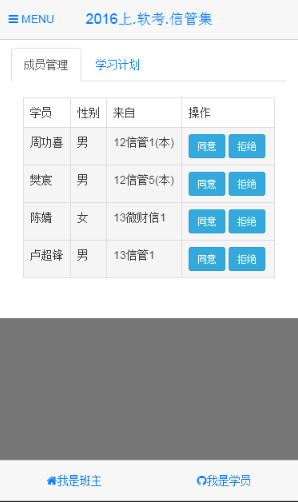 MENU 2016上.软考.信管集
成员管理 学习计划
学员 性别 来自 操作
周功喜 男 12信管1(本) 同意 拒绝
樊宸 男 12信管5(本) 同意 拒绝
陈婧 女 13微财信1 同意 拒绝
卢超锋 男 13信管1 同意 拒绝
我是班主 我是学员